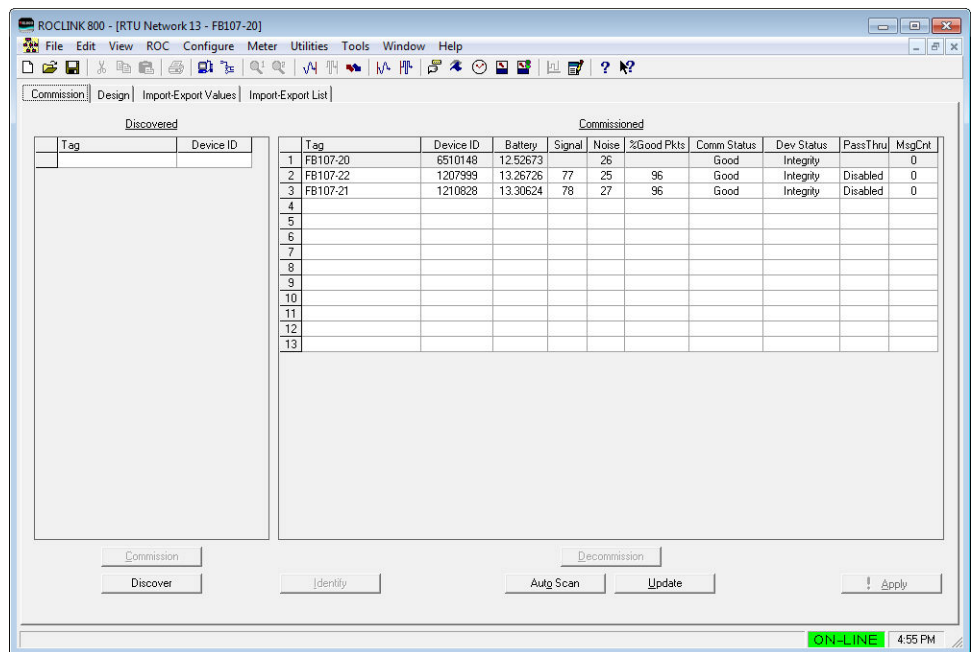 ROCLINK 800 - [RTU Network 13 - FB107-20]
File Edit View ROC Configure Meter Utilities Tools Window Help
Commission Design Import-Export Values Import-Export List
Discovered
Tag Device ID
Commissioned
Tag Device ID Battery Signal Noise %Good Pkts Comm Status Dev Status PassThru MsgCnt
1 FB107-20 6510148 12.52673 26 Good Integrity 0
2 FB107-22 1207999 13.26726 77 25 96 Good Integrity Disabled 0
3 FB107-21 1210828 13.30624 78 27 96 Good Integrity Disabled 0
4
5
6
7
8
9
10
11
12
13
Commission Decommission
Discover Identify Auto Scan Update ! Apply
ON-LINE 4:55 PM